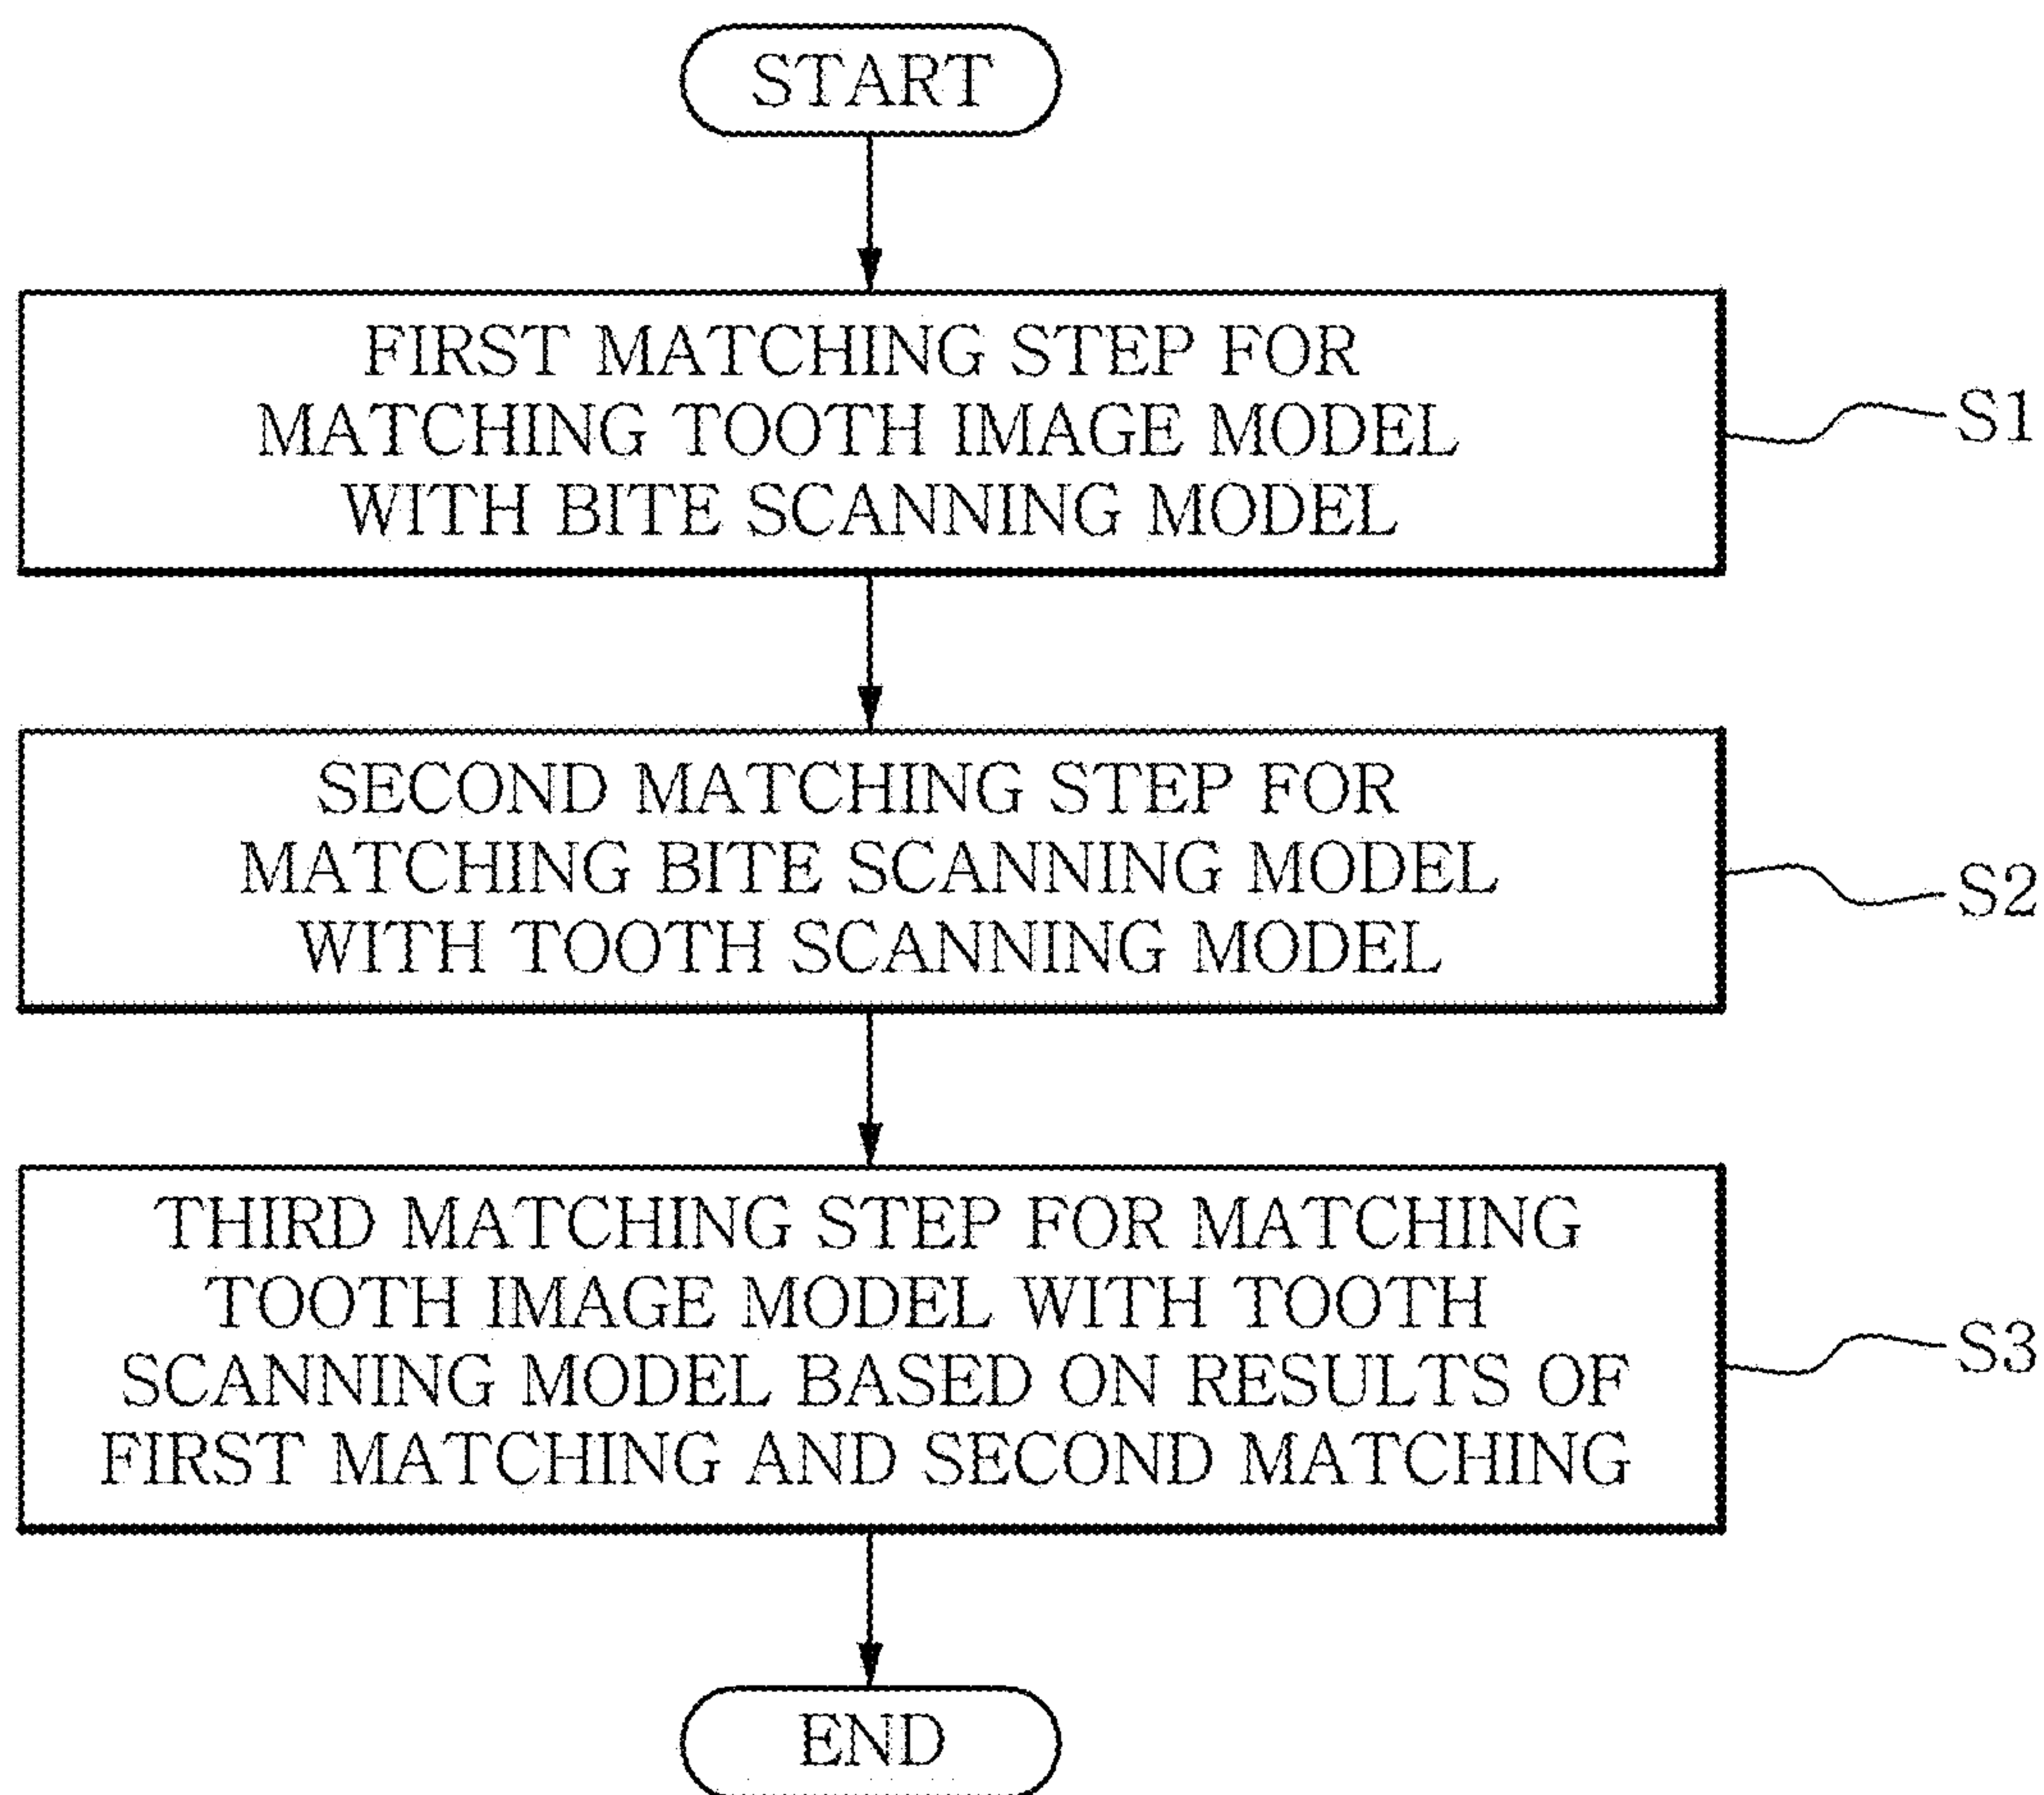 START
FIRST MATCHING STEP FOR
MATCHING TOOTH IMAGE MODEL
WITH BITE SCANNING MODEL
S1
SECOND MATCHING STEP FOR
MATCHING BITE SCANNING MODEL
WITH TOOTH SCANNING MODEL
S2
THIRD MATCHING STEP FOR MATCHING
TOOTH IMAGE MODEL WITH TOOTH
SCANNING MODEL BASED ON RESULTS OF
FIRST MATCHING AND SECOND MATCHING
S3
END